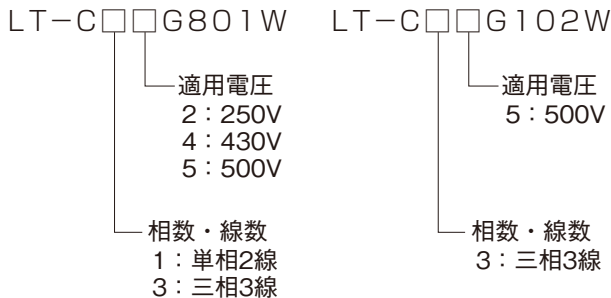 LT-C□□G801W
適用電圧
2：250V
4：430V
5：500V
相数・線数
1：単相2線
3：三相3線
LT-C□□G102W
適用電圧
5：500V
相数・線数
3：三相3線